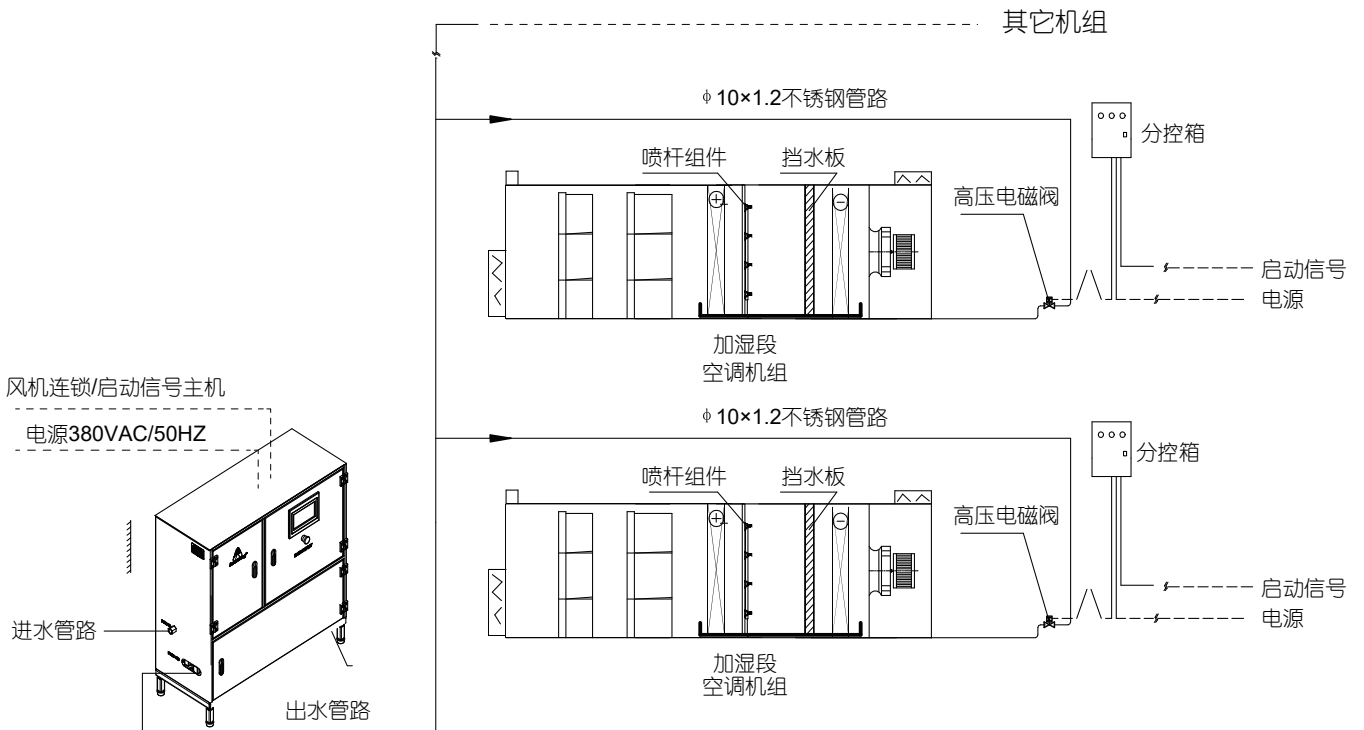 其它机组
φ10×1.2不锈钢管路
分控箱
喷杆组件
挡水板
高压电磁阀
启动信号
电源
加湿段
空调机组
风机连锁/启动信号主机
电源380VAC/50HZ
φ10×1.2不锈钢管路
分控箱
喷杆组件
挡水板
高压电磁阀
启动信号
电源
进水管路
加湿段
空调机组
出水管路